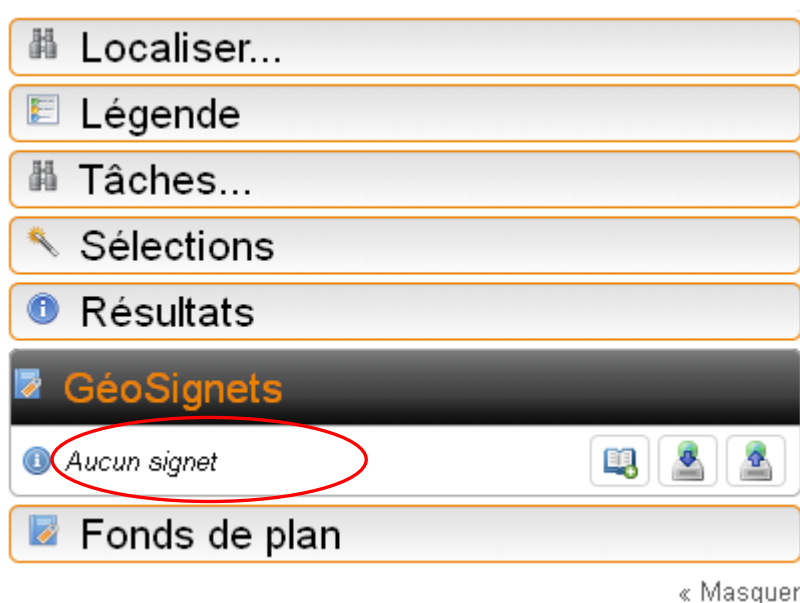 Localiser...
Légende
Tâches...
Sélections
Résultats
GéoSignets
Aucun signet
Fonds de plan
« Masquer